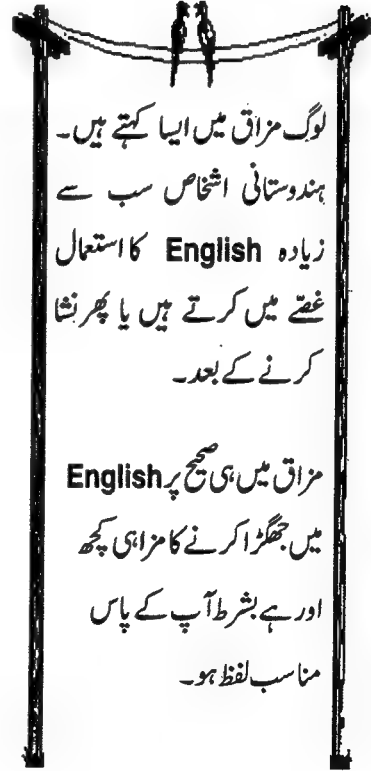 لوگ مزاق میں ایسا کہتے ہیں۔
ہندوستانی اشخاص سب سے
زیادہ English کا استعمال
غصّے میں کرتے ہیں یا پھر نشا
کرنے کے بعد۔
مزاق میں ہی صحیح پر English
میں جھگڑا کرنے کا مزا ہی کچھ
اور ہے بشرط آپ کے پاس
مناسب لفظ ہو۔